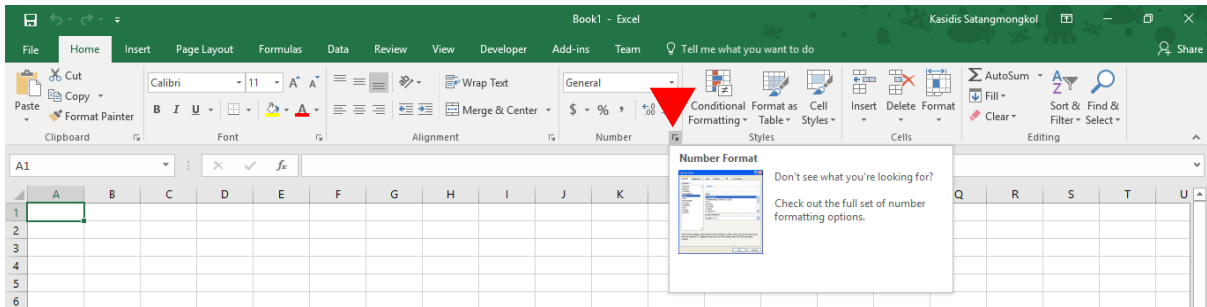 Book1 - Excel
Kasidis Satangmongkol
File Home Insert Page Layout Formulas Data Review View Developer Add-ins Team Tell me what you want to do Share
Paste
Cut
Copy
Format Painter
Clipboard
Calibri 11 A A
B I U A
Font
Wrap Text
Merge & Center
Alignment
General
$ % ,
Number
Conditional Formatting
Format as Table
Cell Styles
Styles
Insert Delete Format
Cells
AutoSum
Fill
Clear
Sort & Filter
Find & Select
Editing
A1 fx
Number Format
Don't see what you're looking for?
Check out the full set of number
formatting options.
A B C D E F G H I J K Q R S T U
1
2
3
4
5
6